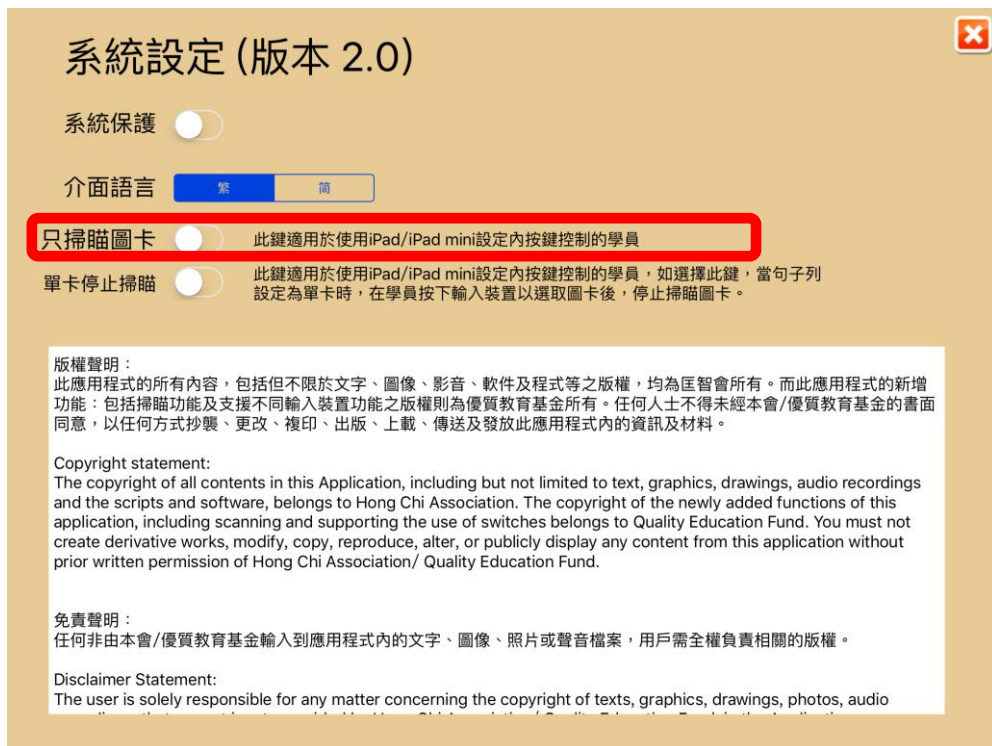 系統設定 (版本 2.0)
系統保護
介面語言 繁 简
只掃瞄圖卡 此鍵適用於使用iPad/iPad mini設定內按鍵控制的學員
單卡停止掃瞄 此鍵適用於使用iPad/iPad mini設定內按鍵控制的學員，如選擇此鍵，當句子列
設定為單卡時，在學員按下輸入裝置以選取圖卡後，停止掃瞄圖卡。
版權聲明：
此應用程式的所有內容，包括但不限於文字、圖像、影音、軟件及程式等之版權，均為匡智會所有。而此應用程式的新增
功能：包括掃瞄功能及支援不同輸入裝置功能之版權則為優質教育基金所有。任何人士不得未經本會/優質教育基金的書面
同意，以任何方式抄襲、更改、複印、出版、上載、傳送及發放此應用程式內的資訊及材料。
Copyright statement:
The copyright of all contents in this Application, including but not limited to text, graphics, drawings, audio recordings
and the scripts and software, belongs to Hong Chi Association. The copyright of the newly added functions of this
application, including scanning and supporting the use of switches belongs to Quality Education Fund. You must not
create derivative works, modify, copy, reproduce, alter, or publicly display any content from this application without
prior written permission of Hong Chi Association/ Quality Education Fund.
免責聲明：
任何非由本會/優質教育基金輸入到應用程式內的文字、圖像、照片或聲音檔案，用戶需全權負責相關的版權。
Disclaimer Statement:
The user is solely responsible for any matter concerning the copyright of texts, graphics, drawings, photos, audio